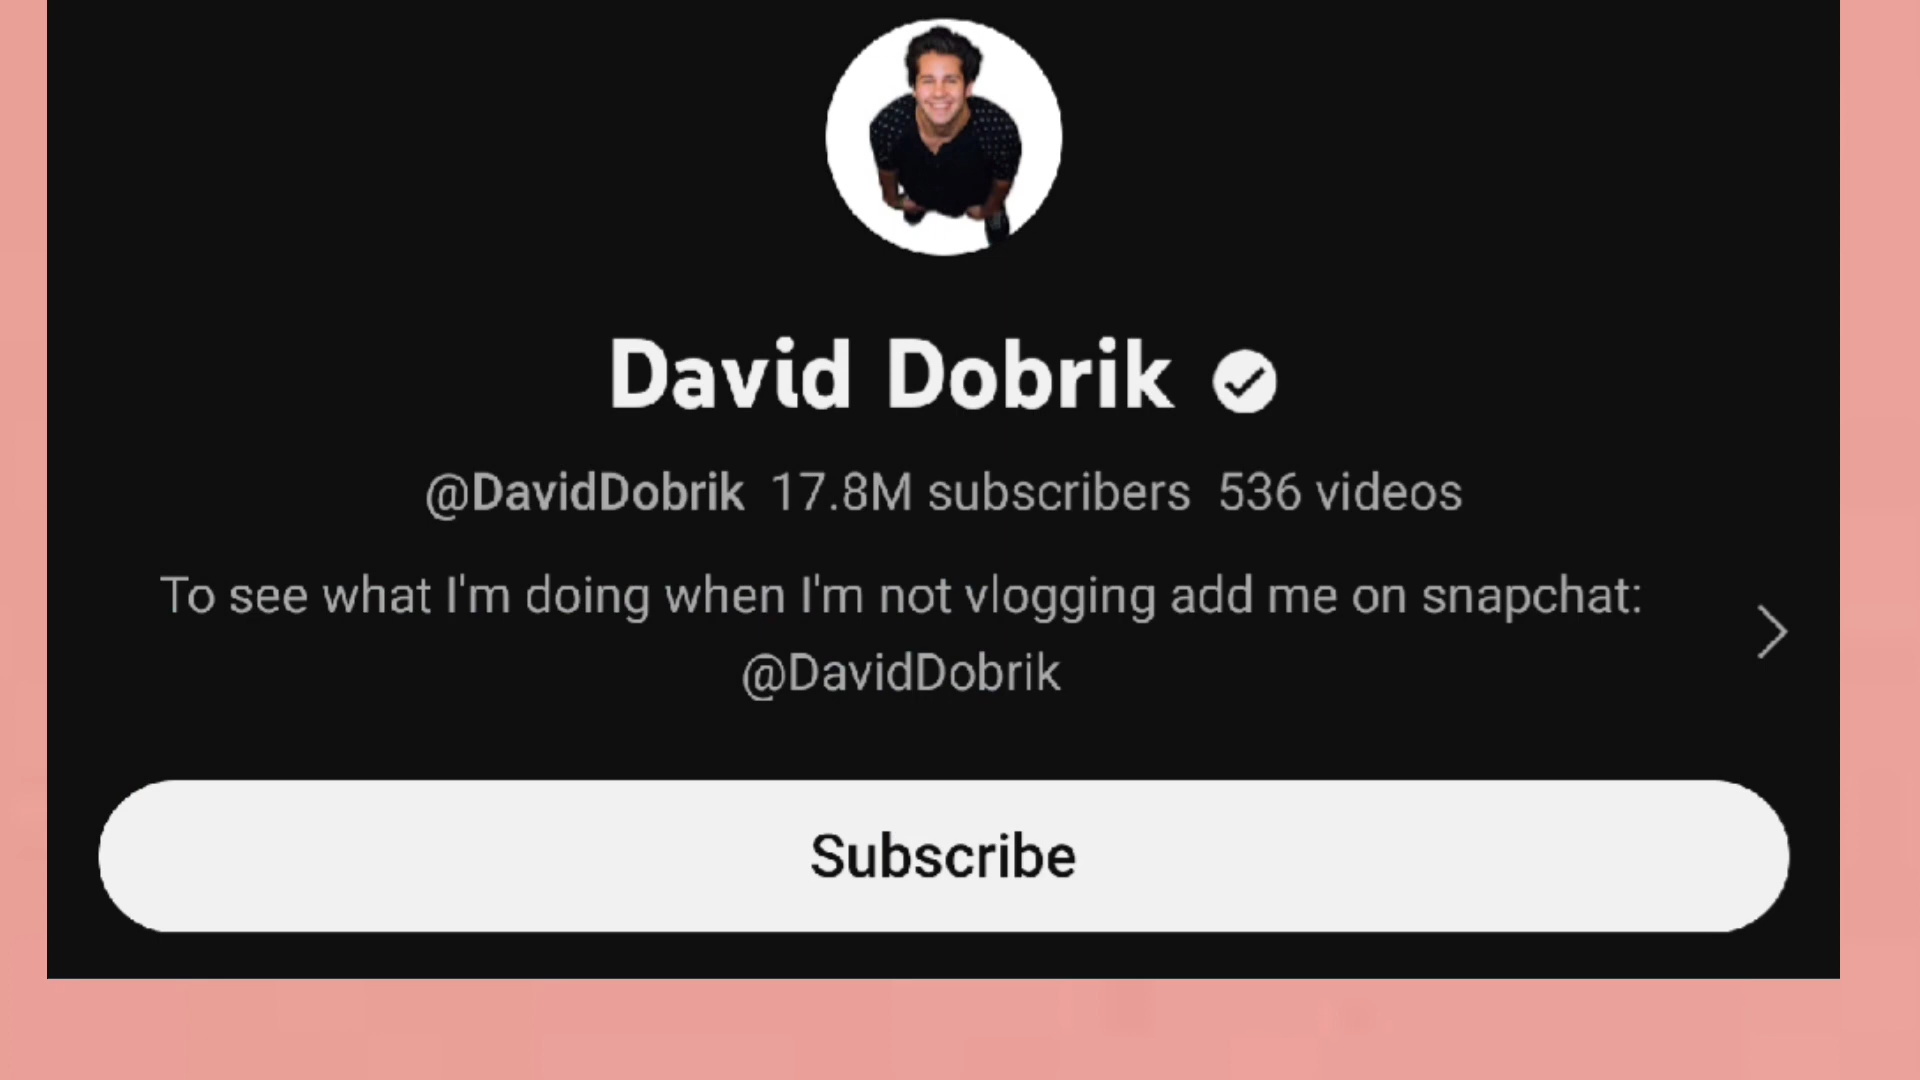 David Dobrik
@DavidDobrik 17.8M subscribers 536 videos
To see what I'm doing when I'm not vlogging add me on snapchat:
@DavidDobrik
Subscribe